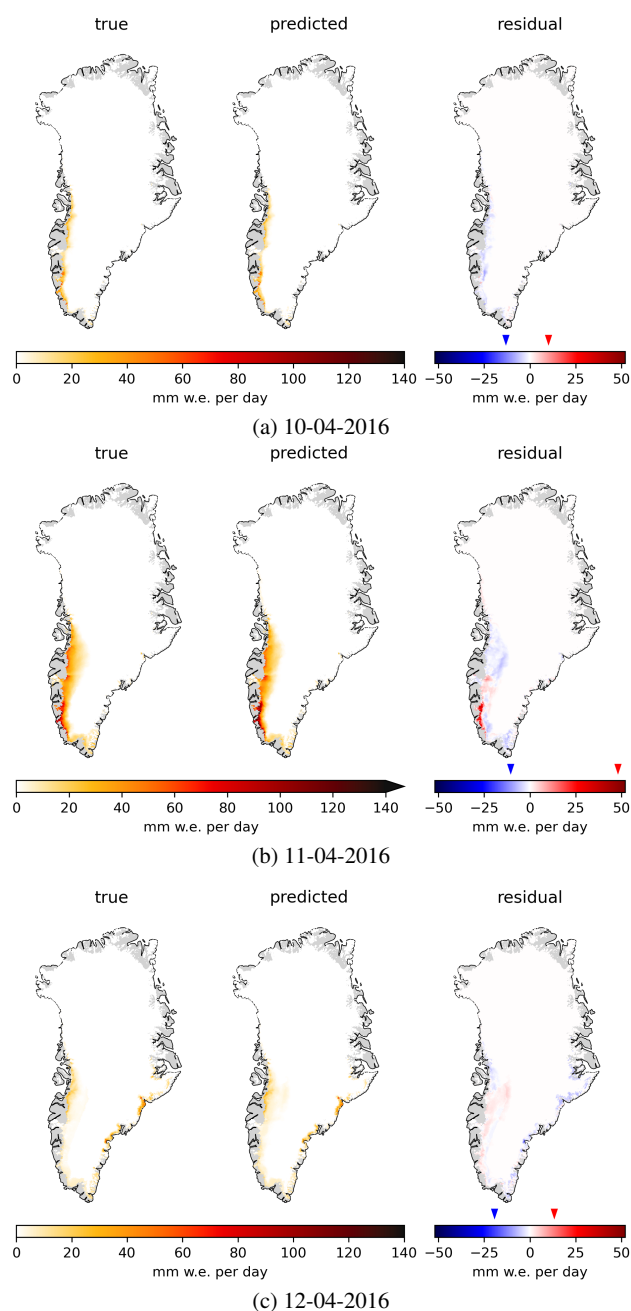 true predicted residual
0 20 40 60 80 100 120 140 −50 −25 0 25 50
mm w.e. per day mm w.e. per day
(a) 10-04-2016
true predicted residual
0 20 40 60 80 100 120 140 −50 −25 0 25 50
mm w.e. per day mm w.e. per day
(b) 11-04-2016
true predicted residual
0 20 40 60 80 100 120 140 −50 −25 0 25 50
mm w.e. per day mm w.e. per day
(c) 12-04-2016